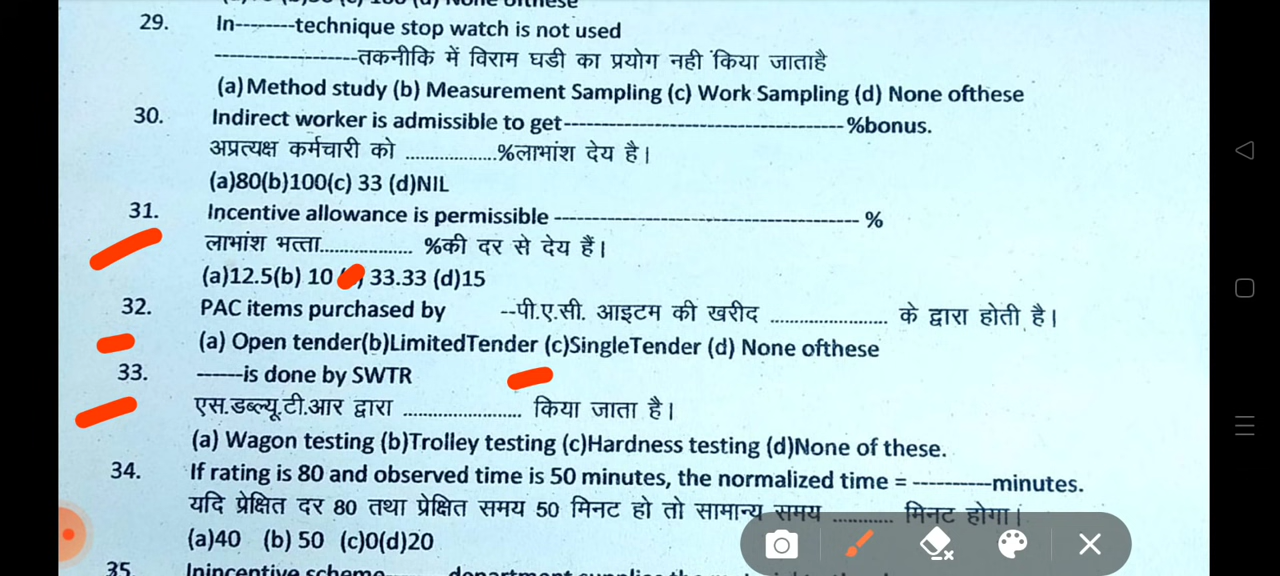 None ofthese
29. In--------technique stop watch is not used
-------------------तकनीकि में विराम घडी का प्रयोग नही किया जाताहै
(a)Method study (b) Measurement Sampling (c) Work Sampling (d) None ofthese
30. Indirect worker is admissible to get------------------------------------%bonus.
अप्रत्यक्ष कर्मचारी को ................%लाभांश देय है।
(a)80(b)100(c) 33 (d)NIL
31. Incentive allowance is permissible --------------------------------------- %
लाभांश भत्ता................ %की दर से देय हैं।
(a)12.5(b) 10 33.33 (d)15
32. PAC items purchased by --पी.ए.सी. आइटम की खरीद ..................... के द्वारा होती है।
(a) Open tender(b)LimitedTender (c)SingleTender (d) None ofthese
33. ------is done by SWTR
एस.डब्ल्यू.टी.आर द्वारा ..................... किया जाता है।
(a) Wagon testing (b)Trolley testing (c)Hardness testing (d)None of these.
34. If rating is 80 and observed time is 50 minutes, the normalized time = ----------minutes.
यदि प्रेक्षित दर 80 तथा प्रेक्षित समय 50 मिनट हो तो सामान्य समय ........... मिनट होगा।
(a)40 (b) 50 (c)0(d)20
35. Inincentive scheme